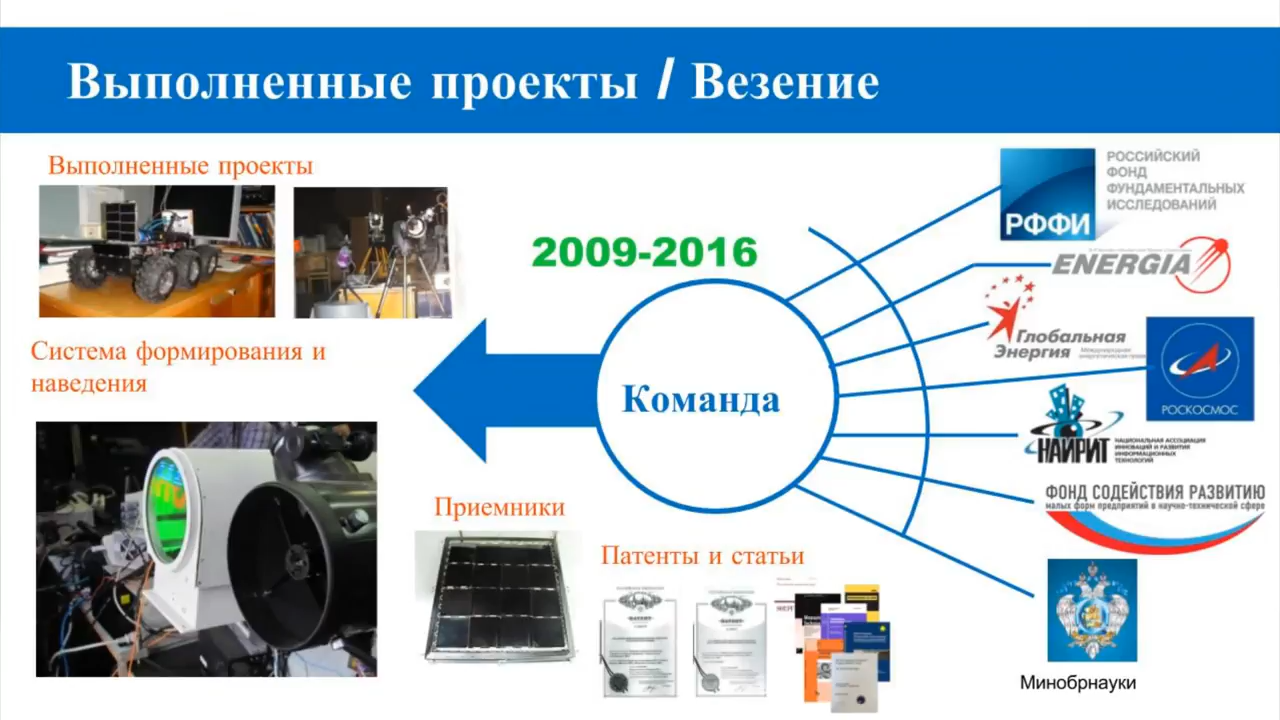 Выполненные проекты / Везение
Выполненные проекты
2009-2016
Система формирования и
наведения
Команда
Приемники
Патенты и статьи
РФФИ
РОССИЙСКИЙ
ФОНД
ФУНДАМЕНТАЛЬНЫХ
ИССЛЕДОВАНИЙ
ENERGIA
Глобальная
Энергия
РОСКОСМОС
НАИРИТ
НАЦИОНАЛЬНАЯ АССОЦИАЦИЯ
ИННОВАЦИЙ И РАЗВИТИЯ
ИНФОРМАЦИОННЫХ
ТЕХНОЛОГИЙ
ФОНД СОДЕЙСТВИЯ РАЗВИТИЮ
малых форм предприятий в научно-технической сфере
Минобрнауки